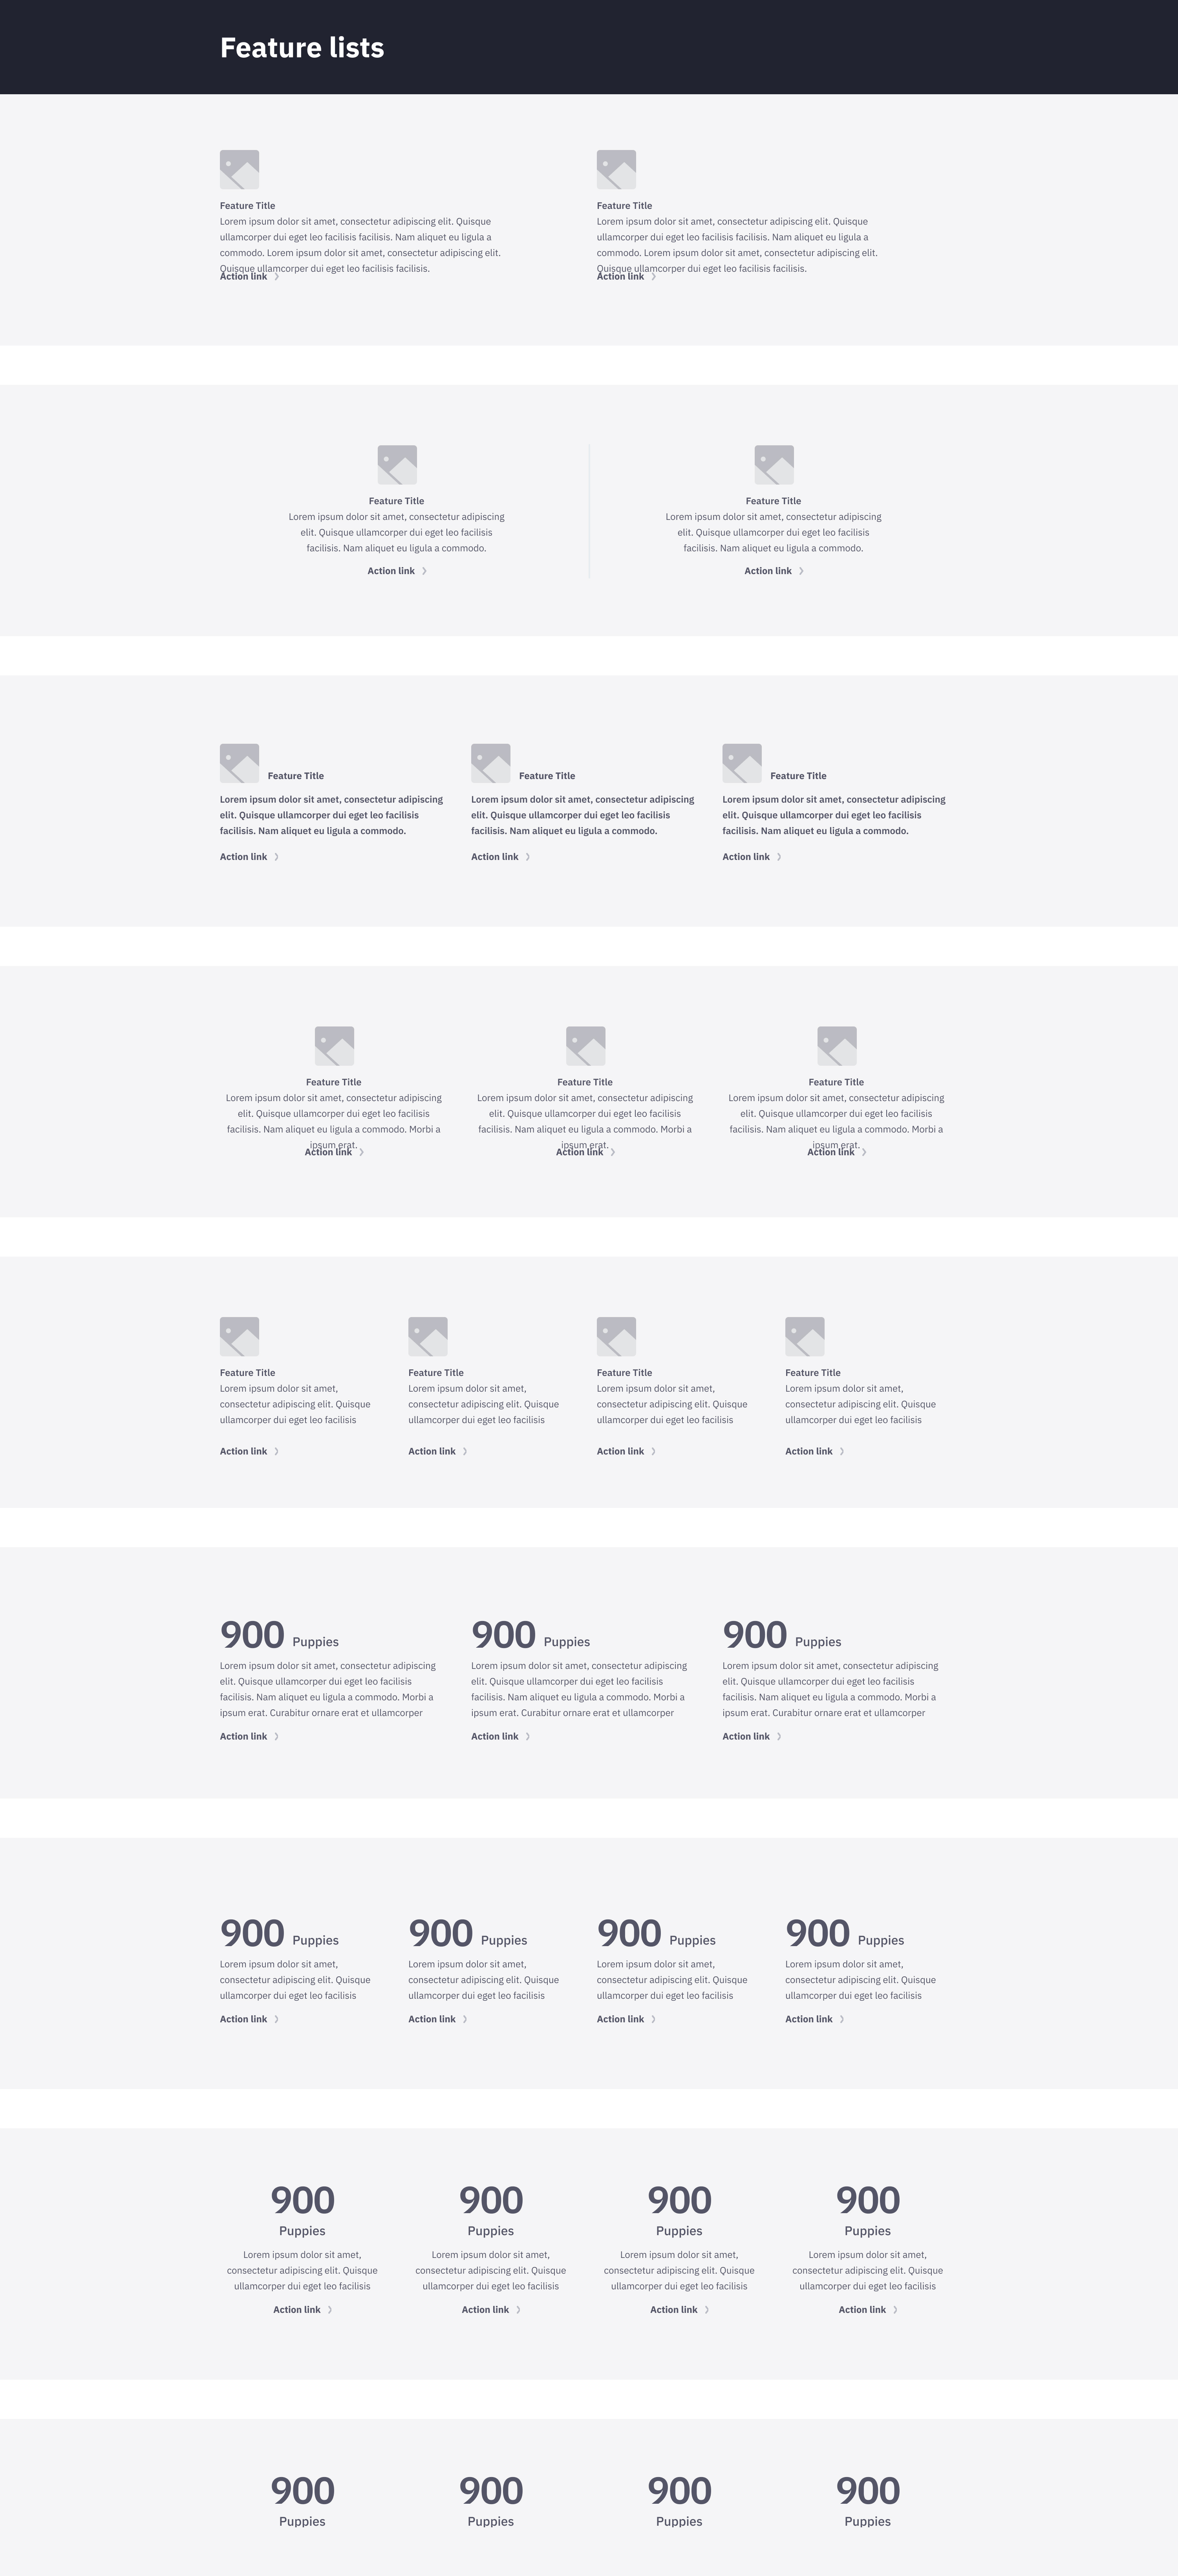 Feature lists
Feature Title
Lorem ipsum dolor sit amet, consectetur adipiscing elit. Quisque
ullamcorper dui eget leo facilisis facilisis. Nam aliquet eu ligula a
commodo. Lorem ipsum dolor sit amet, consectetur adipiscing elit.
Quisque ullamcorper dui eget leo facilisis facilisis.
Action link
Feature Title
Lorem ipsum dolor sit amet, consectetur adipiscing elit. Quisque
ullamcorper dui eget leo facilisis facilisis. Nam aliquet eu ligula a
commodo. Lorem ipsum dolor sit amet, consectetur adipiscing elit.
Quisque ullamcorper dui eget leo facilisis facilisis.
Action link
Feature Title
Lorem ipsum dolor sit amet, consectetur adipiscing
elit. Quisque ullamcorper dui eget leo facilisis
facilisis. Nam aliquet eu ligula a commodo.
Action link
Feature Title
Lorem ipsum dolor sit amet, consectetur adipiscing
elit. Quisque ullamcorper dui eget leo facilisis
facilisis. Nam aliquet eu ligula a commodo.
Action link
Feature Title
Lorem ipsum dolor sit amet, consectetur adipiscing
elit. Quisque ullamcorper dui eget leo facilisis
facilisis. Nam aliquet eu ligula a commodo.
Action link
Feature Title
Lorem ipsum dolor sit amet, consectetur adipiscing
elit. Quisque ullamcorper dui eget leo facilisis
facilisis. Nam aliquet eu ligula a commodo.
Action link
Feature Title
Lorem ipsum dolor sit amet, consectetur adipiscing
elit. Quisque ullamcorper dui eget leo facilisis
facilisis. Nam aliquet eu ligula a commodo.
Action link
Feature Title
Lorem ipsum dolor sit amet, consectetur adipiscing
elit. Quisque ullamcorper dui eget leo facilisis
facilisis. Nam aliquet eu ligula a commodo. Morbi a
ipsum erat.
Action link
Feature Title
Lorem ipsum dolor sit amet, consectetur adipiscing
elit. Quisque ullamcorper dui eget leo facilisis
facilisis. Nam aliquet eu ligula a commodo. Morbi a
ipsum erat.
Action link
Feature Title
Lorem ipsum dolor sit amet, consectetur adipiscing
elit. Quisque ullamcorper dui eget leo facilisis
facilisis. Nam aliquet eu ligula a commodo. Morbi a
ipsum erat.
Action link
Feature Title
Lorem ipsum dolor sit amet,
consectetur adipiscing elit. Quisque
ullamcorper dui eget leo facilisis
Action link
Feature Title
Lorem ipsum dolor sit amet,
consectetur adipiscing elit. Quisque
ullamcorper dui eget leo facilisis
Action link
Feature Title
Lorem ipsum dolor sit amet,
consectetur adipiscing elit. Quisque
ullamcorper dui eget leo facilisis
Action link
Feature Title
Lorem ipsum dolor sit amet,
consectetur adipiscing elit. Quisque
ullamcorper dui eget leo facilisis
Action link
900 Puppies
Lorem ipsum dolor sit amet, consectetur adipiscing
elit. Quisque ullamcorper dui eget leo facilisis
facilisis. Nam aliquet eu ligula a commodo. Morbi a
ipsum erat. Curabitur ornare erat et ullamcorper
Action link
900 Puppies
Lorem ipsum dolor sit amet, consectetur adipiscing
elit. Quisque ullamcorper dui eget leo facilisis
facilisis. Nam aliquet eu ligula a commodo. Morbi a
ipsum erat. Curabitur ornare erat et ullamcorper
Action link
900 Puppies
Lorem ipsum dolor sit amet, consectetur adipiscing
elit. Quisque ullamcorper dui eget leo facilisis
facilisis. Nam aliquet eu ligula a commodo. Morbi a
ipsum erat. Curabitur ornare erat et ullamcorper
Action link
900 Puppies
Lorem ipsum dolor sit amet,
consectetur adipiscing elit. Quisque
ullamcorper dui eget leo facilisis
Action link
900 Puppies
Lorem ipsum dolor sit amet,
consectetur adipiscing elit. Quisque
ullamcorper dui eget leo facilisis
Action link
900 Puppies
Lorem ipsum dolor sit amet,
consectetur adipiscing elit. Quisque
ullamcorper dui eget leo facilisis
Action link
900 Puppies
Lorem ipsum dolor sit amet,
consectetur adipiscing elit. Quisque
ullamcorper dui eget leo facilisis
Action link
900
Puppies
Lorem ipsum dolor sit amet,
consectetur adipiscing elit. Quisque
ullamcorper dui eget leo facilisis
Action link
900
Puppies
Lorem ipsum dolor sit amet,
consectetur adipiscing elit. Quisque
ullamcorper dui eget leo facilisis
Action link
900
Puppies
Lorem ipsum dolor sit amet,
consectetur adipiscing elit. Quisque
ullamcorper dui eget leo facilisis
Action link
900
Puppies
Lorem ipsum dolor sit amet,
consectetur adipiscing elit. Quisque
ullamcorper dui eget leo facilisis
Action link
900
Puppies
900
Puppies
900
Puppies
900
Puppies